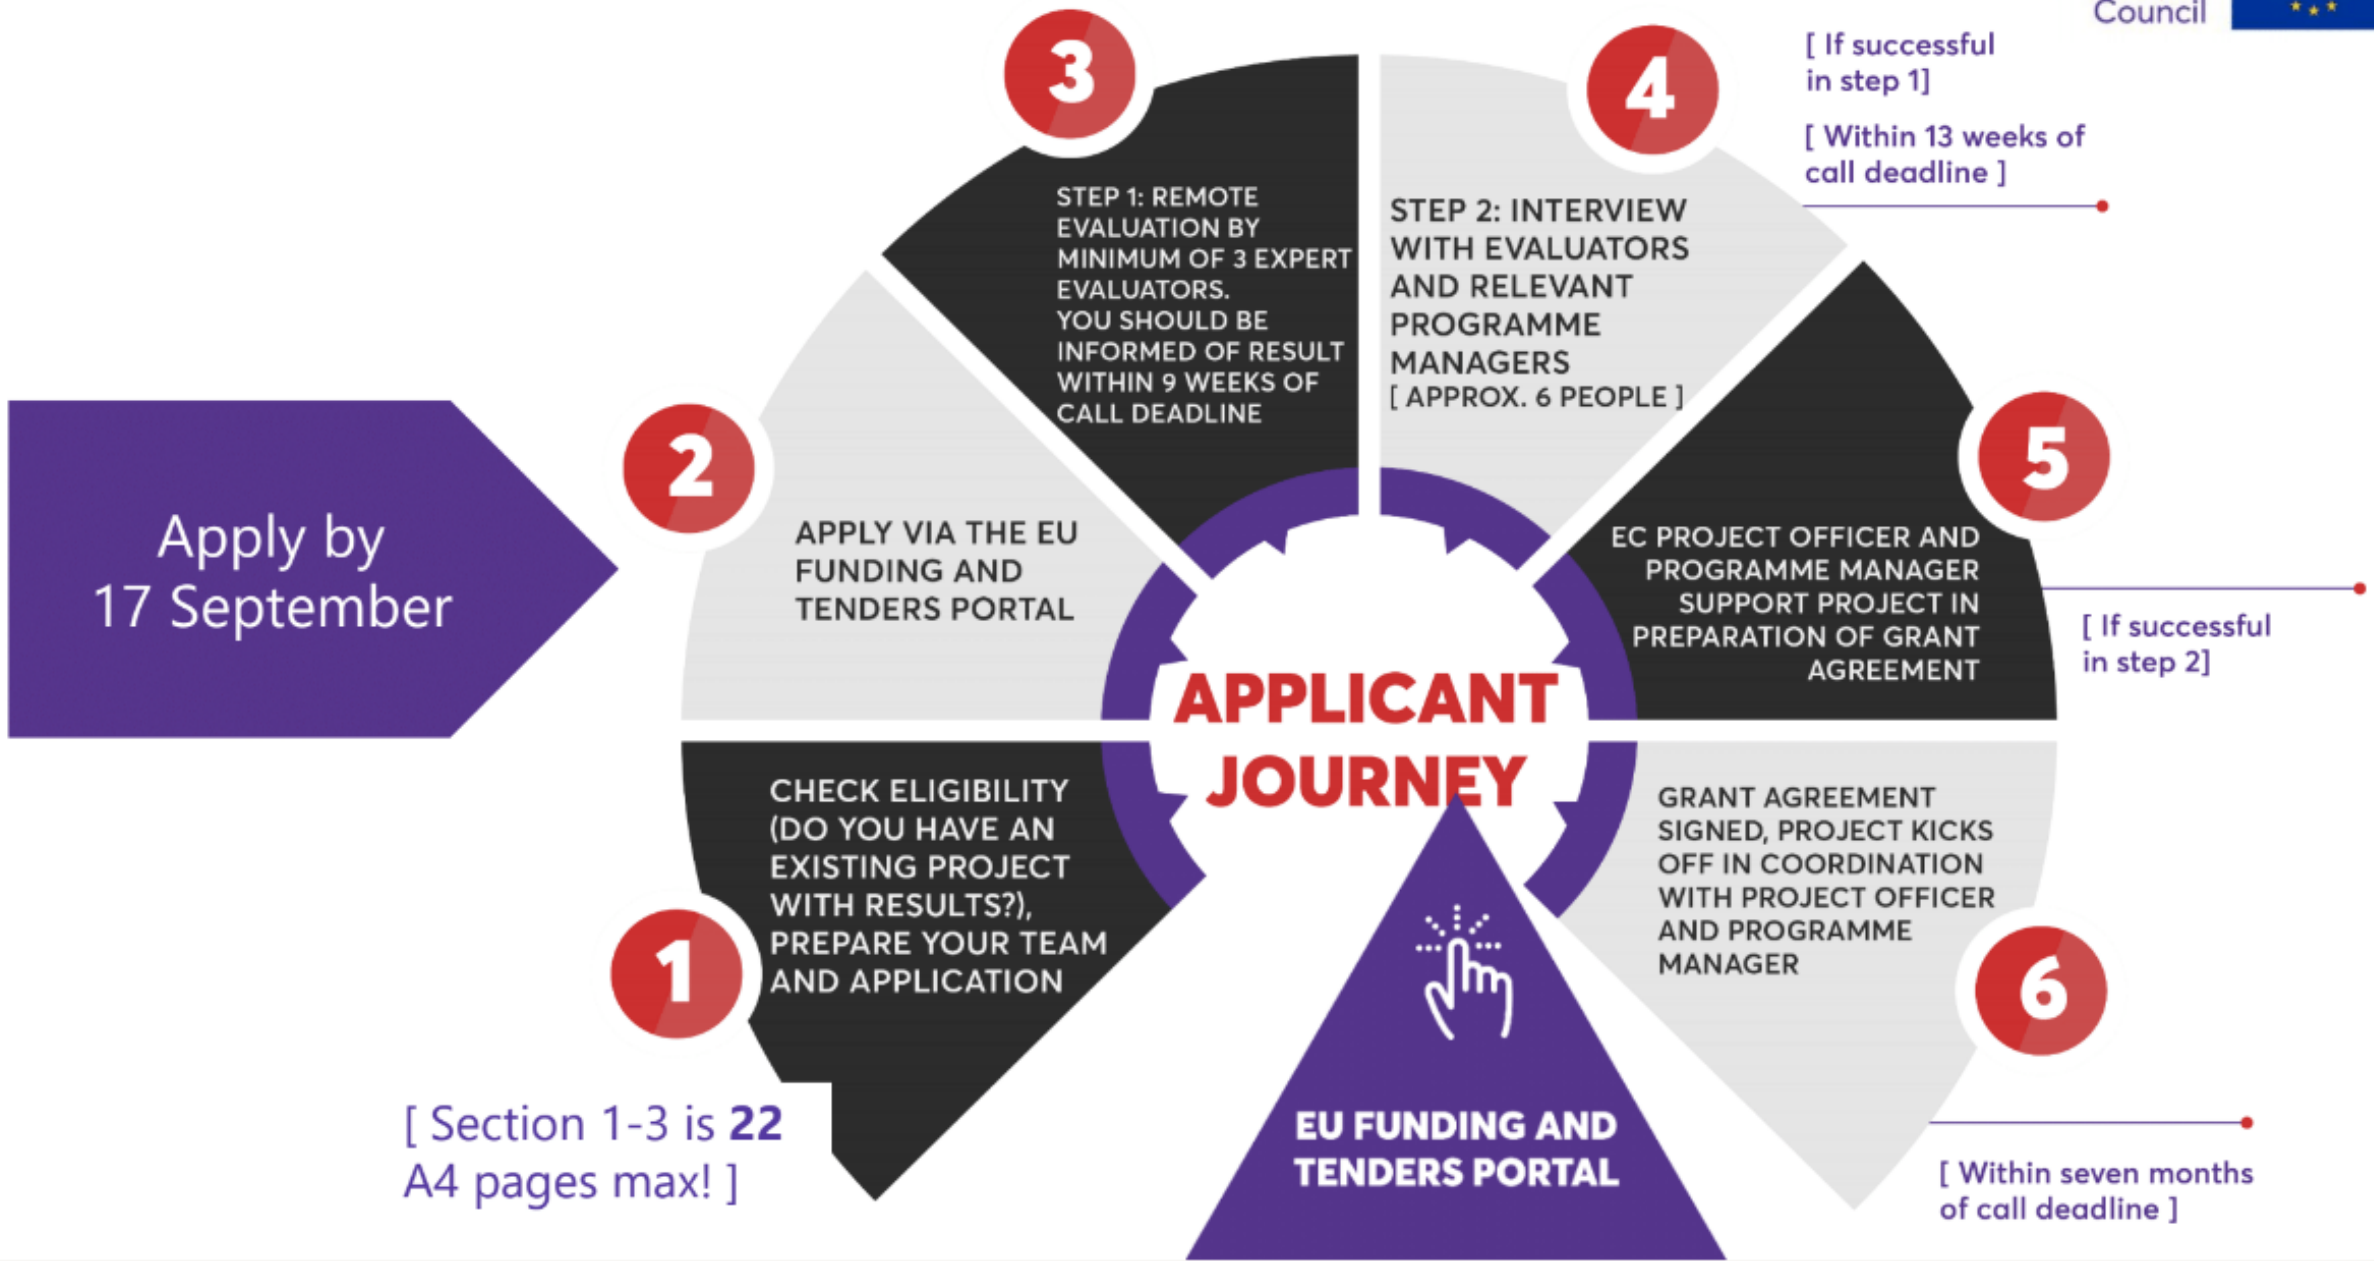 Council
[ If successful
in step 1]
[ Within 13 weeks of
call deadline ]
3
STEP 1: REMOTE
EVALUATION BY
MINIMUM OF 3 EXPERT
EVALUATORS.
YOU SHOULD BE
INFORMED OF RESULT
WITHIN 9 WEEKS OF
CALL DEADLINE
4
STEP 2: INTERVIEW
WITH EVALUATORS
AND RELEVANT
PROGRAMME
MANAGERS
[ APPROX. 6 PEOPLE ]
Apply by
17 September
2
APPLY VIA THE EU
FUNDING AND
TENDERS PORTAL
5
EC PROJECT OFFICER AND
PROGRAMME MANAGER
SUPPORT PROJECT IN
PREPARATION OF GRANT
AGREEMENT
[ If successful
in step 2]
APPLICANT
JOURNEY
1
CHECK ELIGIBILITY
(DO YOU HAVE AN
EXISTING PROJECT
WITH RESULTS?),
PREPARE YOUR TEAM
AND APPLICATION
[ Section 1-3 is 22
A4 pages max! ]
EU FUNDING AND
TENDERS PORTAL
GRANT AGREEMENT
SIGNED, PROJECT KICKS
OFF IN COORDINATION
WITH PROJECT OFFICER
AND PROGRAMME
MANAGER
6
[ Within seven months
of call deadline ]